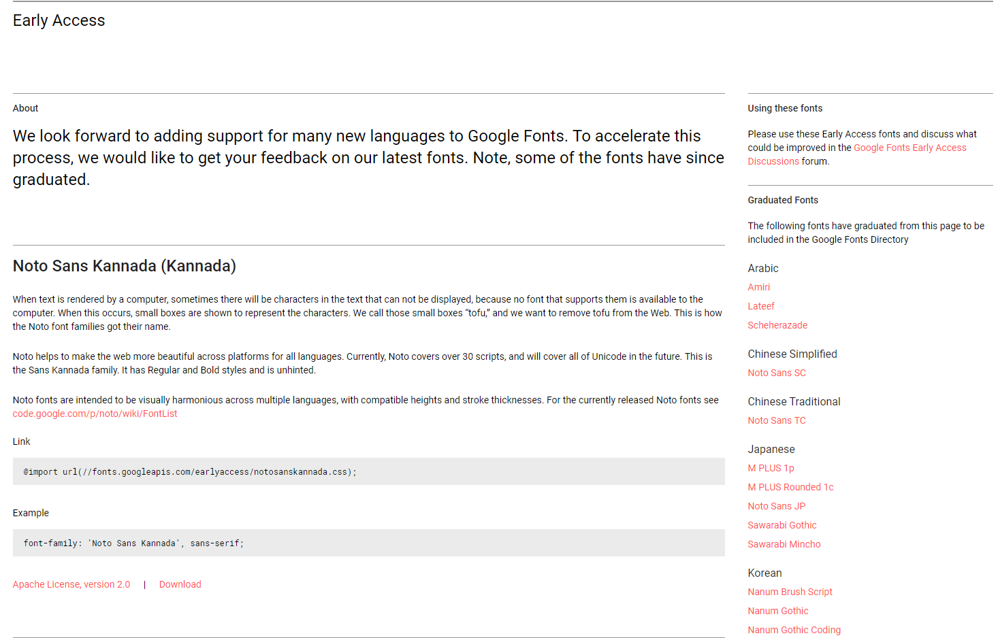 Early Access
About
We look forward to adding support for many new languages to Google Fonts. To accelerate this
process, we would like to get your feedback on our latest fonts. Note, some of the fonts have since
graduated.
Noto Sans Kannada (Kannada)
When text is rendered by a computer, sometimes there will be characters in the text that can not be displayed, because no font that supports them is available to the
computer. When this occurs, small boxes are shown to represent the characters. We call those small boxes “tofu,” and we want to remove tofu from the Web. This is how
the Noto font families got their name.
Noto helps to make the web more beautiful across platforms for all languages. Currently, Noto covers over 30 scripts, and will cover all of Unicode in the future. This is
the Sans Kannada family. It has Regular and Bold styles and is unhinted.
Noto fonts are intended to be visually harmonious across multiple languages, with compatible heights and stroke thicknesses. For the currently released Noto fonts see
code.google.com/p/noto/wiki/FontList
Link
@import url(//fonts.googleapis.com/earlyaccess/notosanskannada.css);
Example
font-family: 'Noto Sans Kannada', sans-serif;
Apache License, version 2.0 | Download
Using these fonts
Please use these Early Access fonts and discuss what
could be improved in the Google Fonts Early Access
Discussions forum.
Graduated Fonts
The following fonts have graduated from this page to be
included in the Google Fonts Directory
Arabic
Amiri
Lateef
Scheherazade
Chinese Simplified
Noto Sans SC
Chinese Traditional
Noto Sans TC
Japanese
M PLUS 1p
M PLUS Rounded 1c
Noto Sans JP
Sawarabi Gothic
Sawarabi Mincho
Korean
Nanum Brush Script
Nanum Gothic
Nanum Gothic Coding